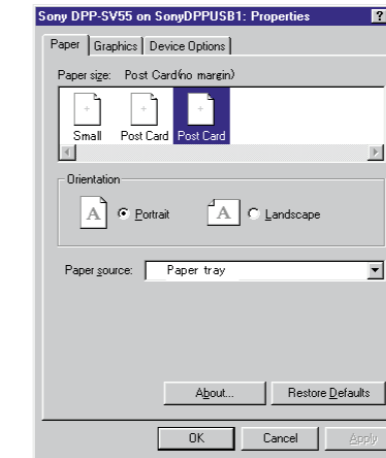 Sony DPP-SV55 on SonyDPPUSB1: Properties ?
Paper Graphics Device Options
Paper size: Post Card(no margin)
Small Post Card Post Card
Orientation
A Portrait A Landscape
Paper source: Paper tray
About... Restore Defaults
OK Cancel Apply